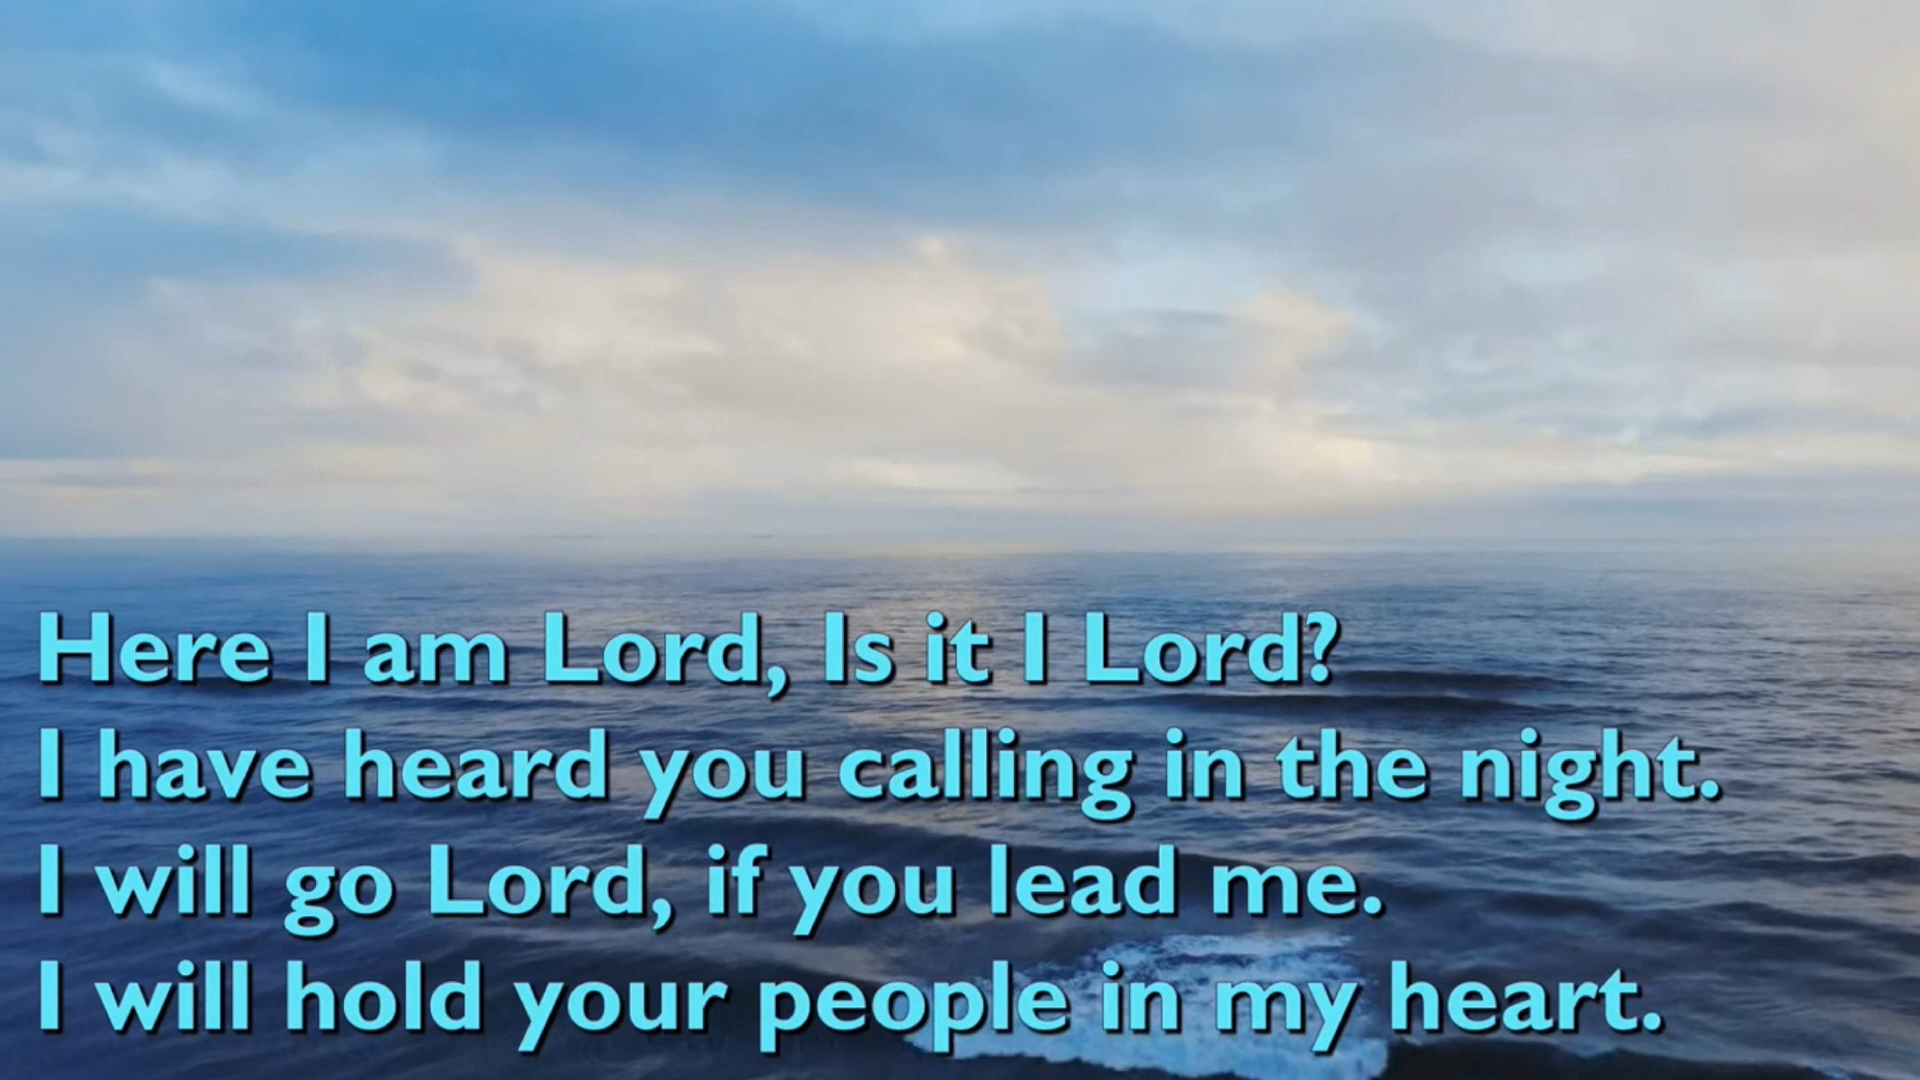 Here I am Lord, Is it I Lord?
I have heard you calling in the night.
I will go Lord, if you lead me.
I will hold your people in my heart.